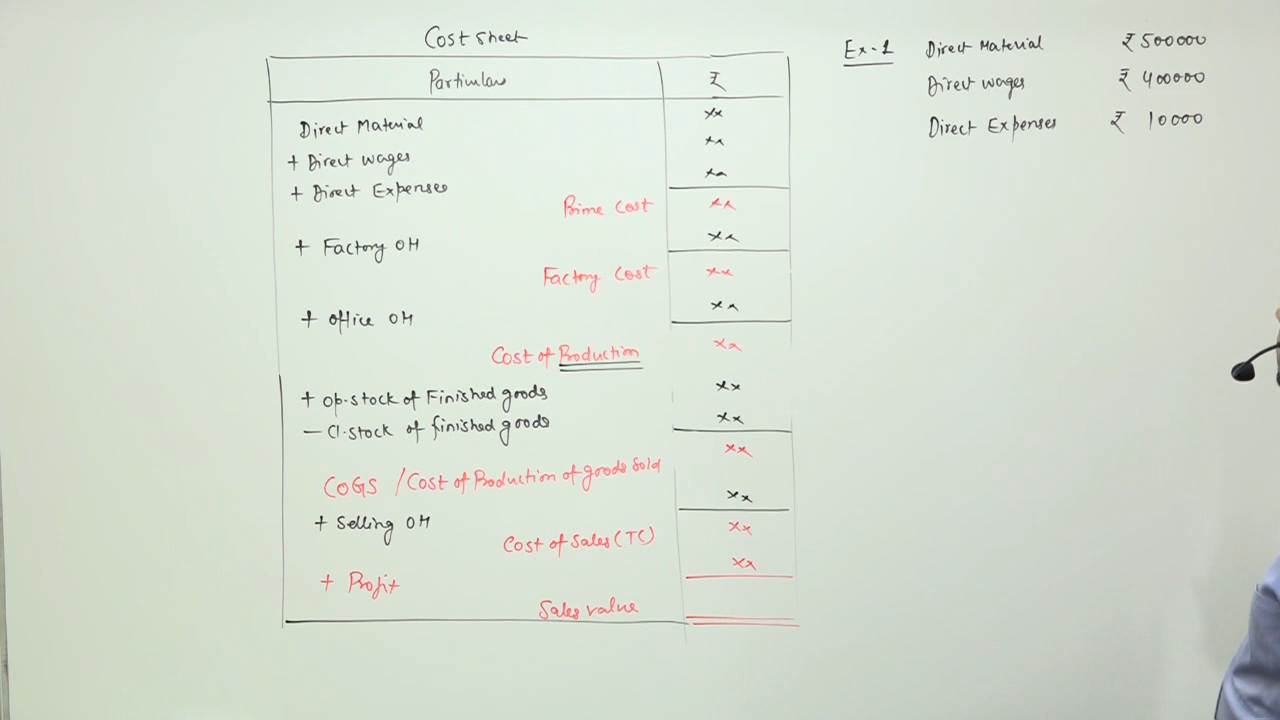 Cost Sheet
Particulars ₹
Direct Material xx
+ Direct wages xx
+ Direct Expenses xx
Prime Cost xx
+ Factory OH xx
Factory Cost xx
+ Office OH xx
Cost of Production xx
+ Op. stock of Finished goods xx
- Cl. stock of finished goods xx
COGS / Cost of Production of goods sold xx
+ Selling OH xx
Cost of Sales (TC) xx
+ Profit xx
Sales value
Ex-1 Direct Material ₹ 500000
Direct wages ₹ 400000
Direct Expenses ₹ 10000